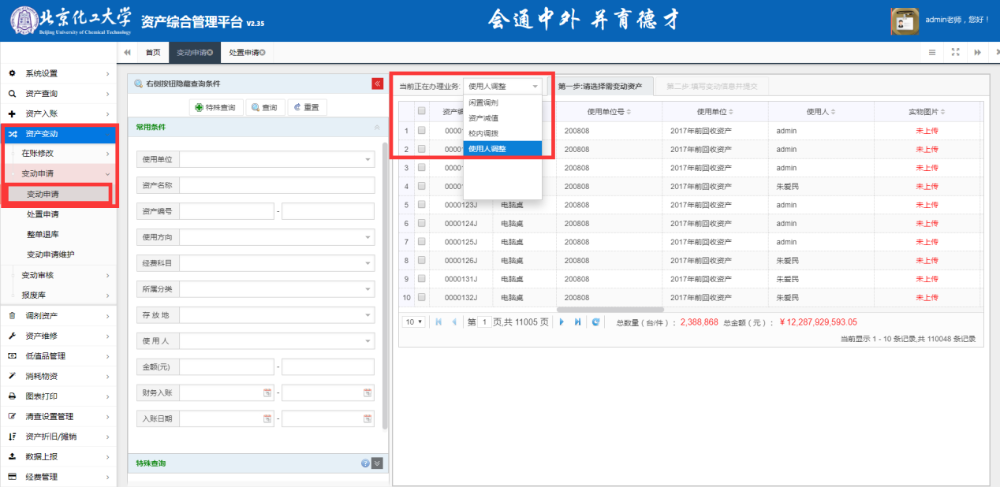 北京化工大学
Beijing University of Chemical Technology
资产综合管理平台 V2.35
会通中外 并育德才
admin老师，您好！
首页
变动申请
处置申请
系统设置
资产查询
资产入账
资产变动
在账修改
变动申请
变动申请
处置申请
整单退库
变动申请维护
变动审核
报废库
调剂资产
资产维修
低值品管理
消耗物资
图表打印
清查设置管理
资产折旧/摊销
数据上报
经费管理
右侧按钮隐藏查询条件
特殊查询 查询 重置
常用条件
使用单位
资产名称
资产编号 -
使用方向
经费科目
所属分类
存 放 地
使 用 人
金额(元) -
财务入账 -
入账日期 -
特殊查询
当前正在办理业务: 使用人调整
闲置调剂
资产减值
校内调拨
使用人调整
第一步:请选择需变动资产
第二步:填写变动信息并提交
资产编 使用单位号 使用单位 使用人 实物图片
1 0000 200808 2017年前回收资产 admin 未上传
2 0000 200808 2017年前回收资产 admin 未上传
3 0000 200808 2017年前回收资产 admin 未上传
4 0000 200808 2017年前回收资产 朱爱民 未上传
5 0000123J 电脑桌 200808 2017年前回收资产 admin 未上传
6 0000124J 电脑桌 200808 2017年前回收资产 admin 未上传
7 0000125J 电脑桌 200808 2017年前回收资产 admin 未上传
8 0000126J 电脑桌 200808 2017年前回收资产 朱爱民 未上传
9 0000131J 电脑桌 200808 2017年前回收资产 朱爱民 未上传
10 0000132J 电脑桌 200808 2017年前回收资产 朱爱民 未上传
10 第 1 页,共 11005 页 总数量（台/件）: 2,388,868 总金额（元）: ￥12,287,929,593.05
当前显示 1 - 10 条记录,共 110048 条记录